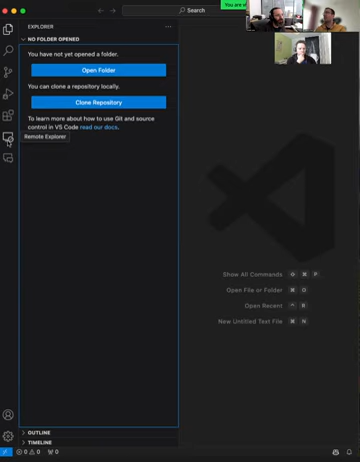 Search
You are vi
EXPLORER
NO FOLDER OPENED
You have not yet opened a folder.
Open Folder
You can clone a repository locally.
Clone Repository
To learn more about how to use Git and source
control in VS Code read our docs.
Remote Explorer
Show All Commands ⇧ ⌘ P
Open File or Folder ⌘ O
Open Recent ⌃ R
New Untitled Text File ⌘ N
OUTLINE
TIMELINE
0 0 0